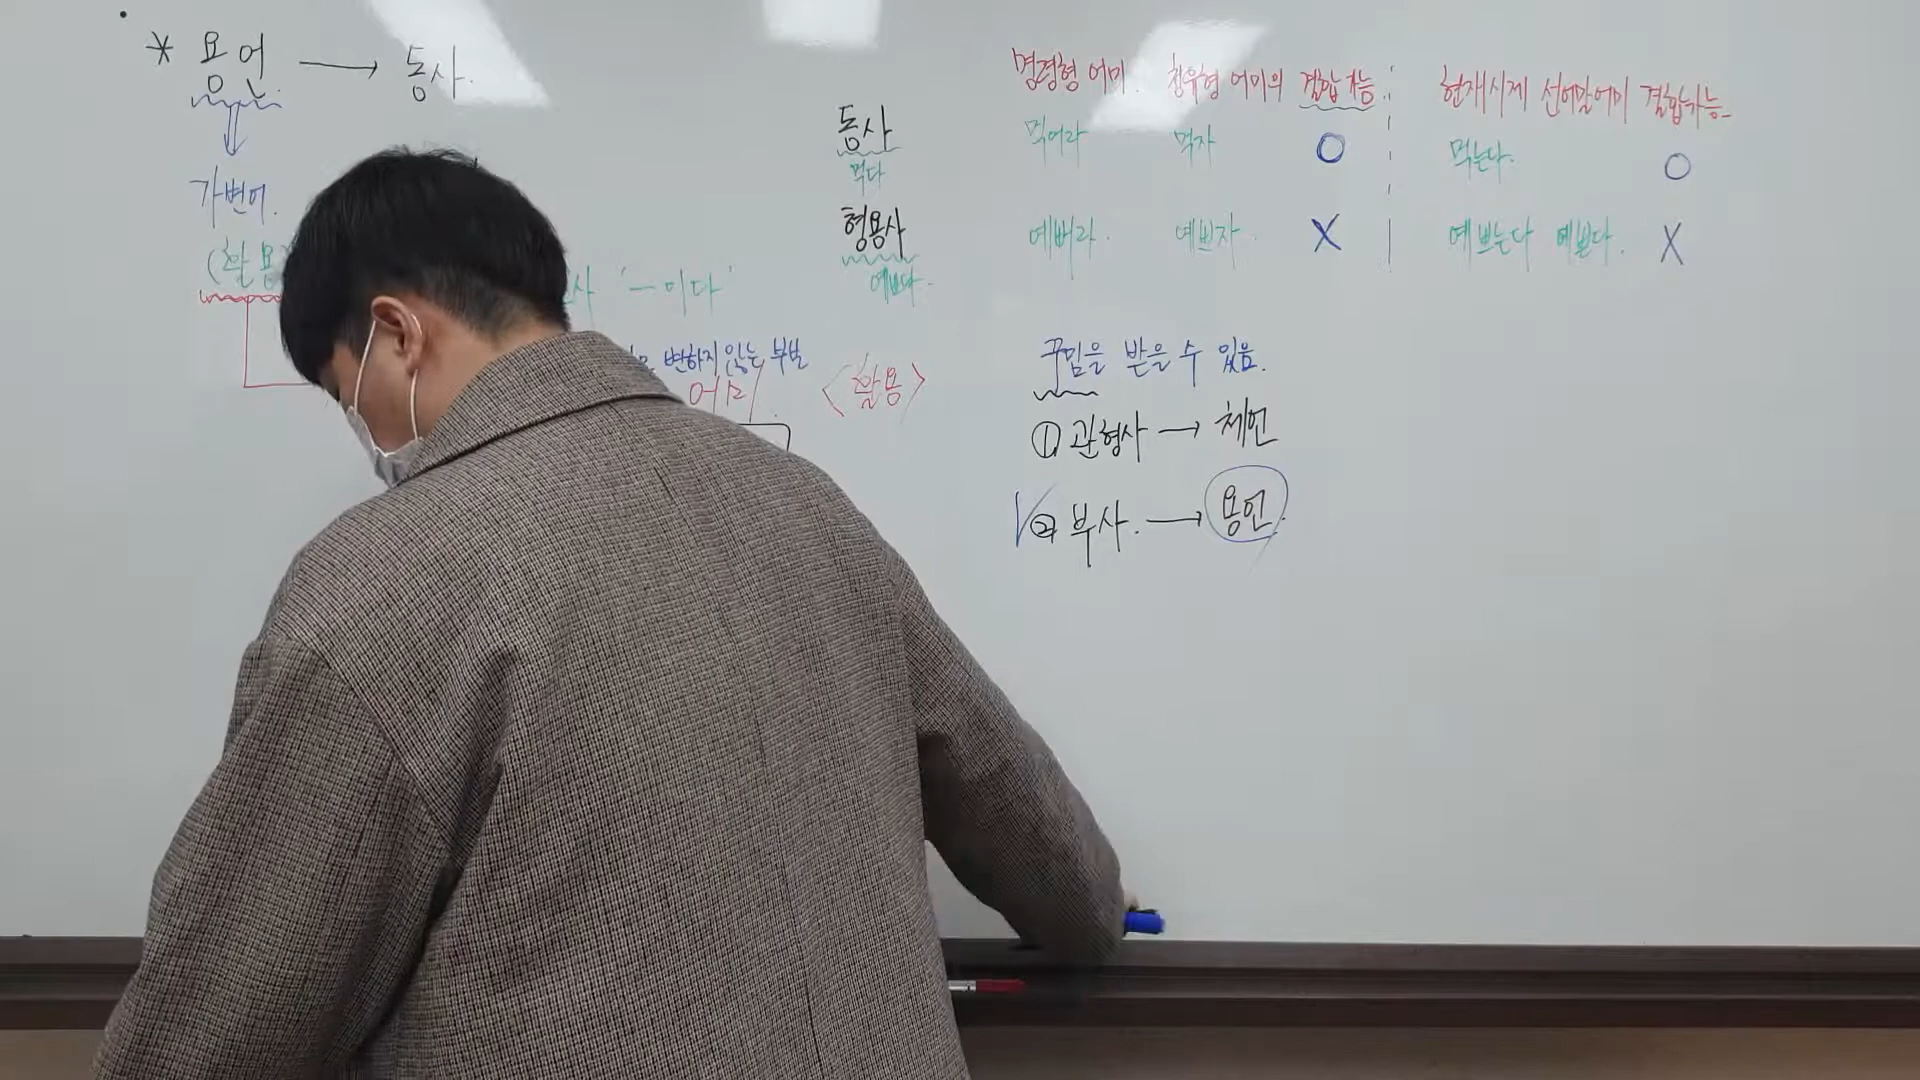 * 용언 → 동사.
가변어.
(활용
사 '-이다'
변하지 않는 부분
어미
<활용>
명령형 어미. 청유형 어미의 결합 가능. 현재시제 선어말어미 결합가능.
동사 먹어라 먹자 O 먹는다. O
먹다
형용사 예뻐라. 예쁘자. X 예쁘는다 예쁜다. X
예쁘다.
꾸밈을 받을 수 있음.
① 관형사 → 체언
② 부사. → 용언.